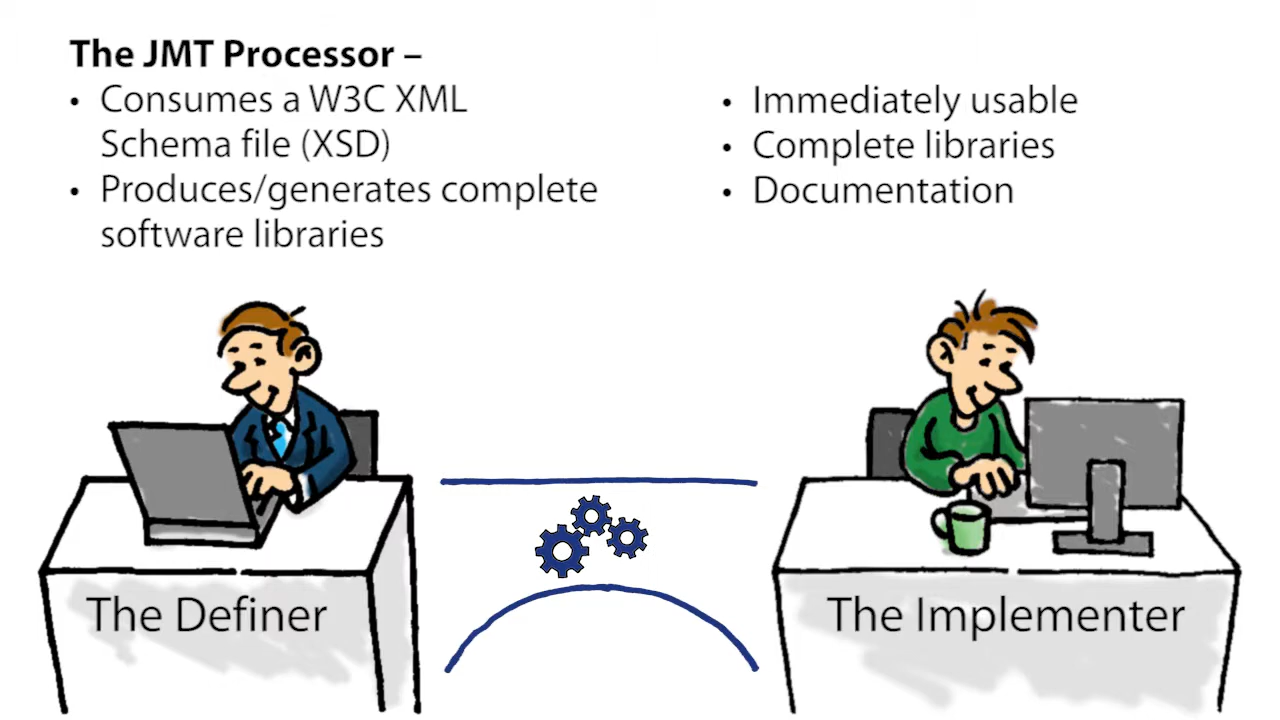 The JMT Processor –
• Consumes a W3C XML
Schema file (XSD)
• Produces/generates complete
software libraries
• Immediately usable
• Complete libraries
• Documentation
The Definer
The Implementer